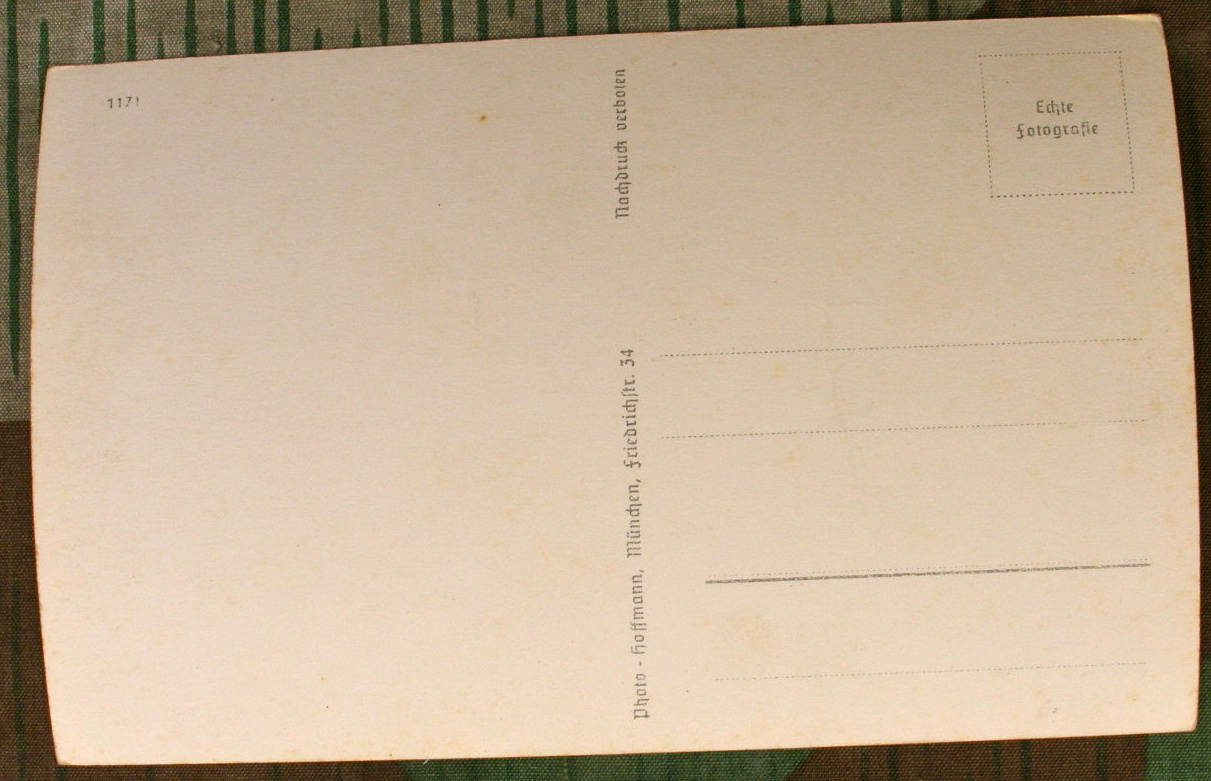 1171
Nachdruck verboten
Photo - Hoffmann, München, Friedrichstr. 34
Echte
Fotografie